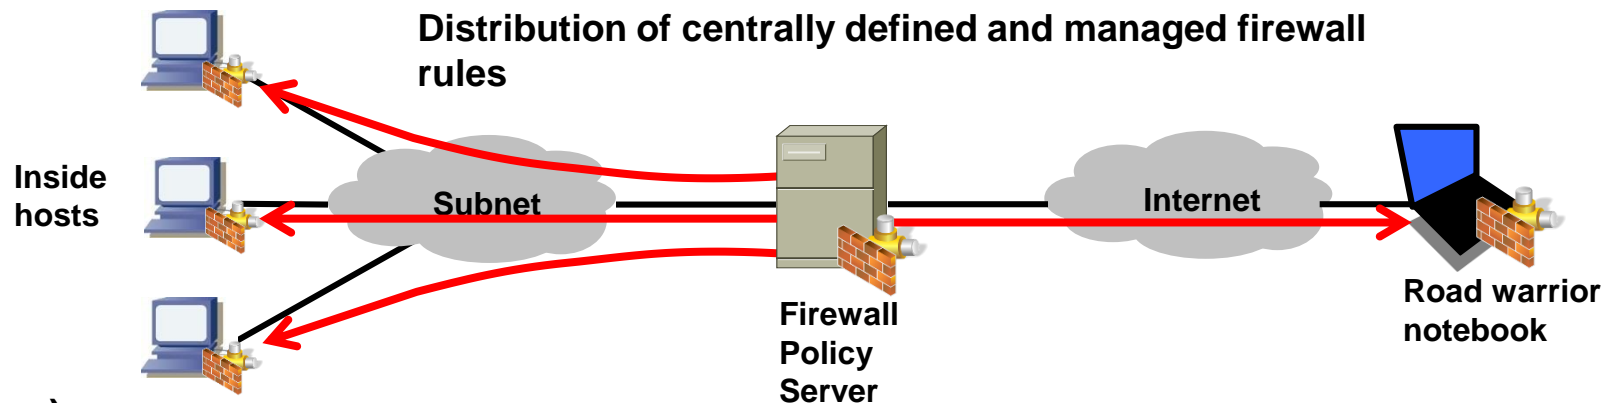 Distribution of centrally defined and managed firewall
rules
Inside
hosts
Subnet
Internet
Firewall
Policy
Server
Road warrior
notebook
)